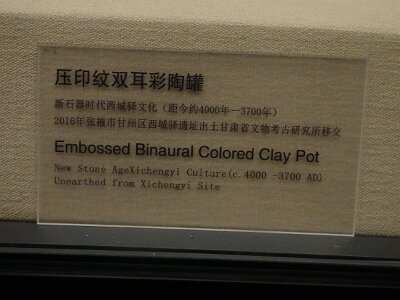 压印纹双耳彩陶罐
新石器时代西城驿文化（距今约4000年—3700年）
2016年张掖市甘州区西城驿遗址出土甘肃省文物考古研究所移交
Embossed Binaural Colored Clay Pot
New Stone AgeXichengyi Culture(c.4000 -3700 AD)
Unearthed from Xichengyi Site